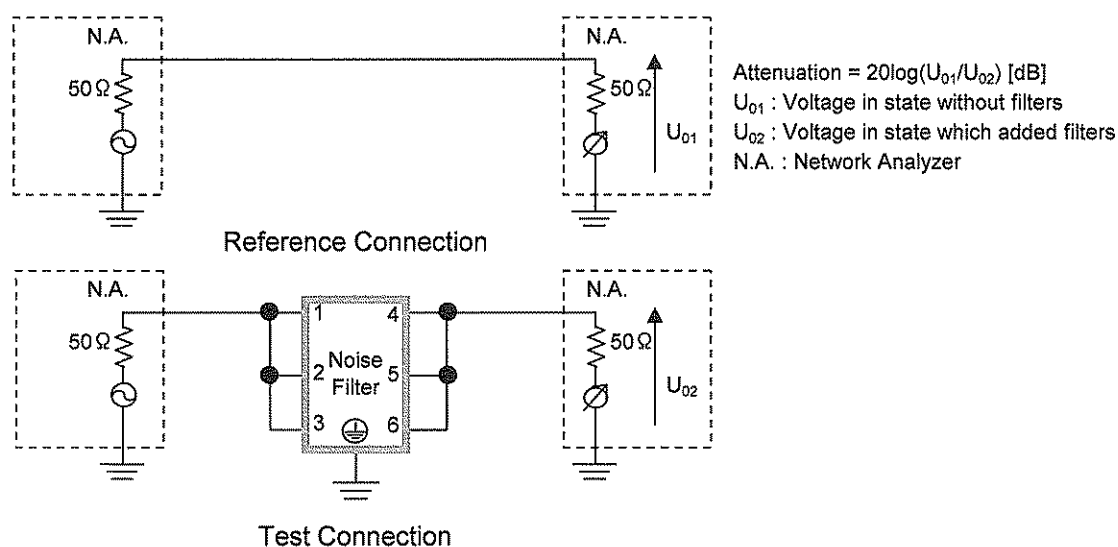 N.A.
50Ω
N.A.
50Ω
U01
Attenuation = 20log(U01/U02) [dB]
U01 : Voltage in state without filters
U02 : Voltage in state which added filters
N.A. : Network Analyzer
Reference Connection
N.A.
50Ω
1
2
3
Noise
Filter
4
5
6
N.A.
50Ω
U02
Test Connection